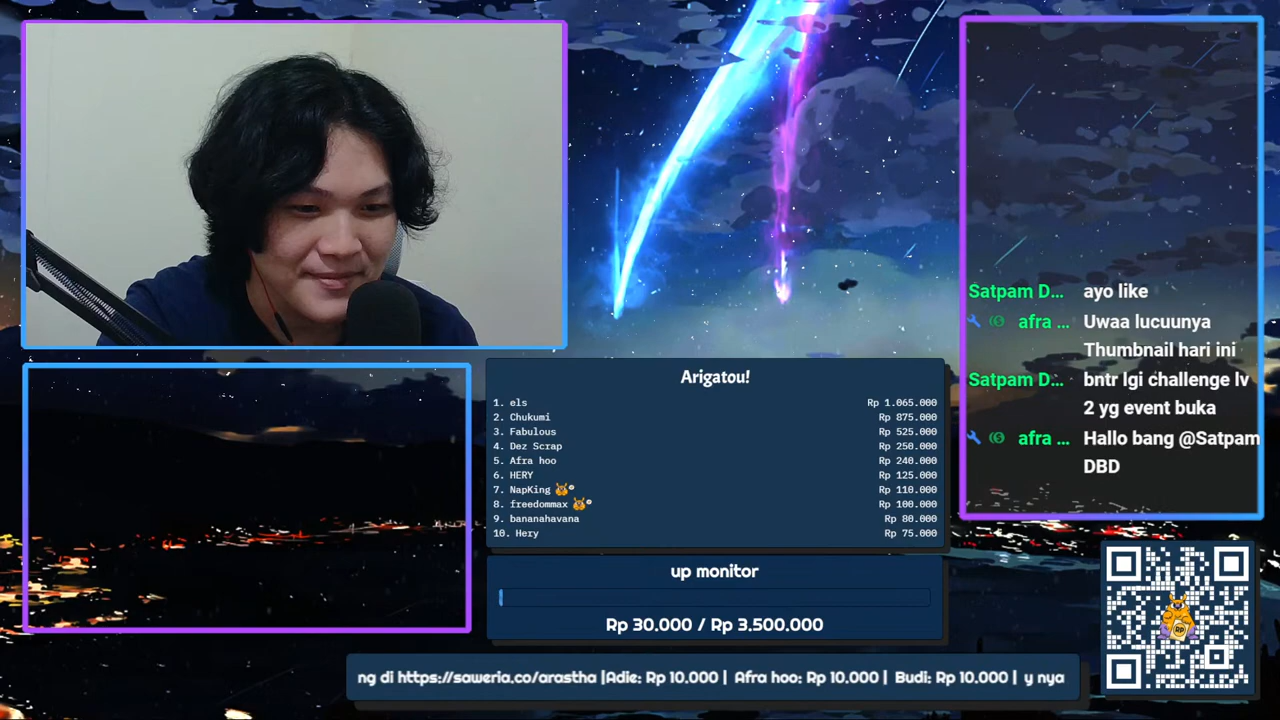 Satpam D... ayo like
afra ... Uwaa lucuunya
Thumbnail hari ini
Satpam D... bntr lgi challenge lv
2 yg event buka
afra ... Hallo bang @Satpam
DBD
Arigatou!
1. els Rp 1.065.000
2. Chukumi Rp 875.000
3. Fabulous Rp 525.000
4. Dez Scrap Rp 250.000
5. Afra hoo Rp 240.000
6. HERY Rp 125.000
7. NapKing Rp 110.000
8. freedommax Rp 100.000
9. bananahavana Rp 80.000
10. Hery Rp 75.000
up monitor
Rp 30.000 / Rp 3.500.000
RP
ng di https://saweria.co/arastha |Adie: Rp 10.000 | Afra hoo: Rp 10.000 | Budi: Rp 10.000 | y nya